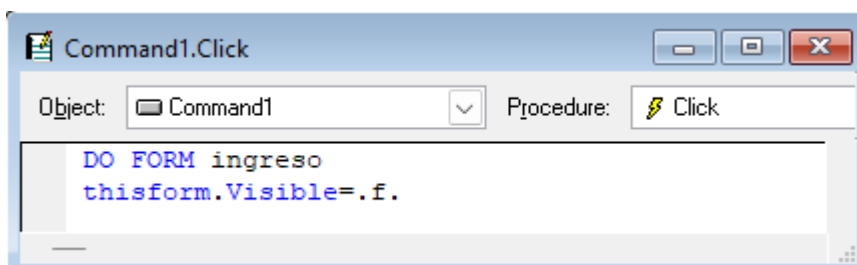 Command1.Click
Object: Command1 Procedure: Click
DO FORM ingreso
thisform.Visible=.f.